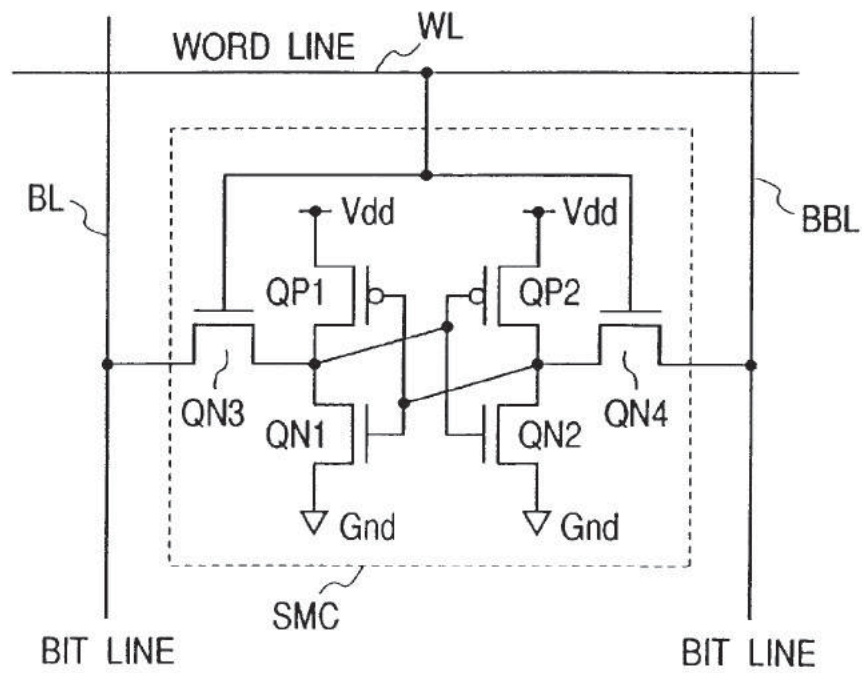 WL
WORD LINE
BL
BBL
Vdd
Vdd
QP1
QP2
QN3
QN4
QN1
QN2
Gnd
Gnd
SMC
BIT LINE
BIT LINE